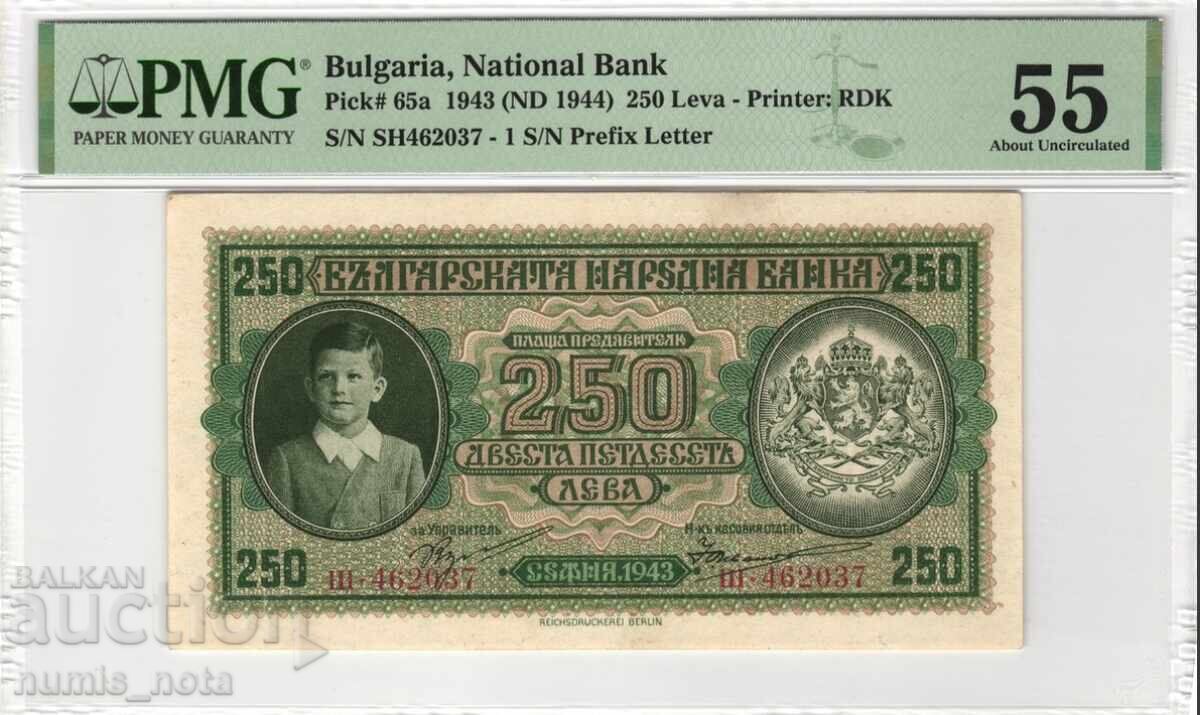 PMG®
PAPER MONEY GUARANTY
Bulgaria, National Bank
Pick# 65a 1943 (ND 1944) 250 Leva - Printer: RDK
S/N SH462037 - 1 S/N Prefix Letter
55
About Uncirculated
250 БЪЛГАРСКАТА НАРОДНА БАНКА 250
ПЛАЩА ПРЕДЯВИТЕЛЮ
250
ДВЕСТА ПЕТДЕСЕТЬ
ЛЕВА
за Управитель
Н-къ касовия отдѣлъ
250 Ш·462037 СОФИЯ.1943 Ш·462037 250
REICHSDRUCKEREI BERLIN
BALKAN
auction
numis_nota